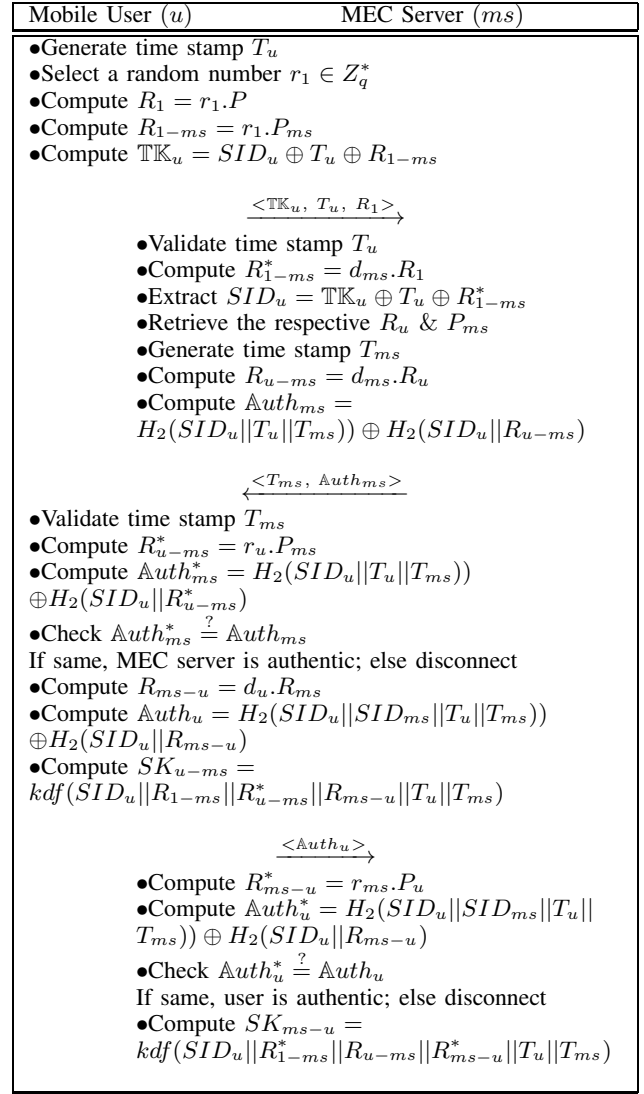 Mobile User (u) MEC Server (ms)
•Generate time stamp T_u
•Select a random number r_1 ∈ Z_q^*
•Compute R_1 = r_1.P
•Compute R_{1−ms} = r_1.P_{ms}
•Compute 𝕋𝕂_u = SID_u ⊕ T_u ⊕ R_{1−ms}
<𝕋𝕂_u, T_u, R_1>
•Validate time stamp T_u
•Compute R^*_{1−ms} = d_{ms}.R_1
•Extract SID_u = 𝕋𝕂_u ⊕ T_u ⊕ R^*_{1−ms}
•Retrieve the respective R_u & P_{ms}
•Generate time stamp T_{ms}
•Compute R_{u−ms} = d_{ms}.R_u
•Compute 𝔸uth_{ms} =
H_2(SID_u||T_u||T_{ms})) ⊕ H_2(SID_u||R_{u−ms})
<T_{ms}, 𝔸uth_{ms}>
•Validate time stamp T_{ms}
•Compute R^*_{u−ms} = r_u.P_{ms}
•Compute 𝔸uth^*_{ms} = H_2(SID_u||T_u||T_{ms}))
⊕H_2(SID_u||R^*_{u−ms})
•Check 𝔸uth^*_{ms} ≟ 𝔸uth_{ms}
If same, MEC server is authentic; else disconnect
•Compute R_{ms−u} = d_u.R_{ms}
•Compute 𝔸uth_u = H_2(SID_u||SID_{ms}||T_u||T_{ms}))
⊕H_2(SID_u||R_{ms−u})
•Compute SK_{u−ms} =
kdf(SID_u||R_{1−ms}||R^*_{u−ms}||R_{ms−u}||T_u||T_{ms})
<𝔸uth_u>
•Compute R^*_{ms−u} = r_{ms}.P_u
•Compute 𝔸uth^*_u = H_2(SID_u||SID_{ms}||T_u||
T_{ms})) ⊕ H_2(SID_u||R_{ms−u})
•Check 𝔸uth^*_u ≟ 𝔸uth_u
If same, user is authentic; else disconnect
•Compute SK_{ms−u} =
kdf(SID_u||R^*_{1−ms}||R_{u−ms}||R^*_{ms−u}||T_u||T_{ms})